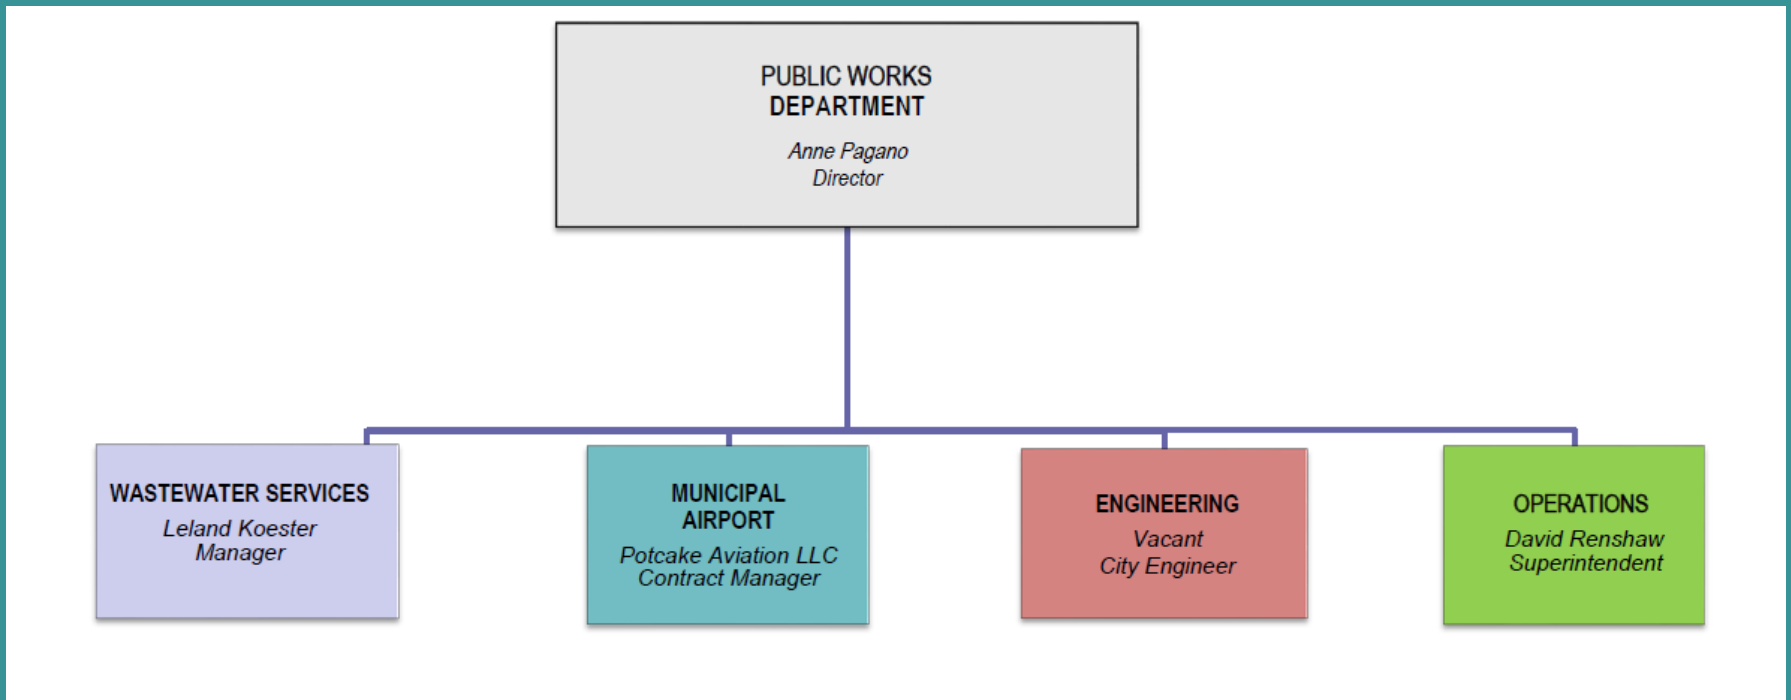 PUBLIC WORKS
DEPARTMENT
Anne Pagano
Director
WASTEWATER SERVICES
Leland Koester
Manager
MUNICIPAL
AIRPORT
Potcake Aviation LLC
Contract Manager
ENGINEERING
Vacant
City Engineer
OPERATIONS
David Renshaw
Superintendent